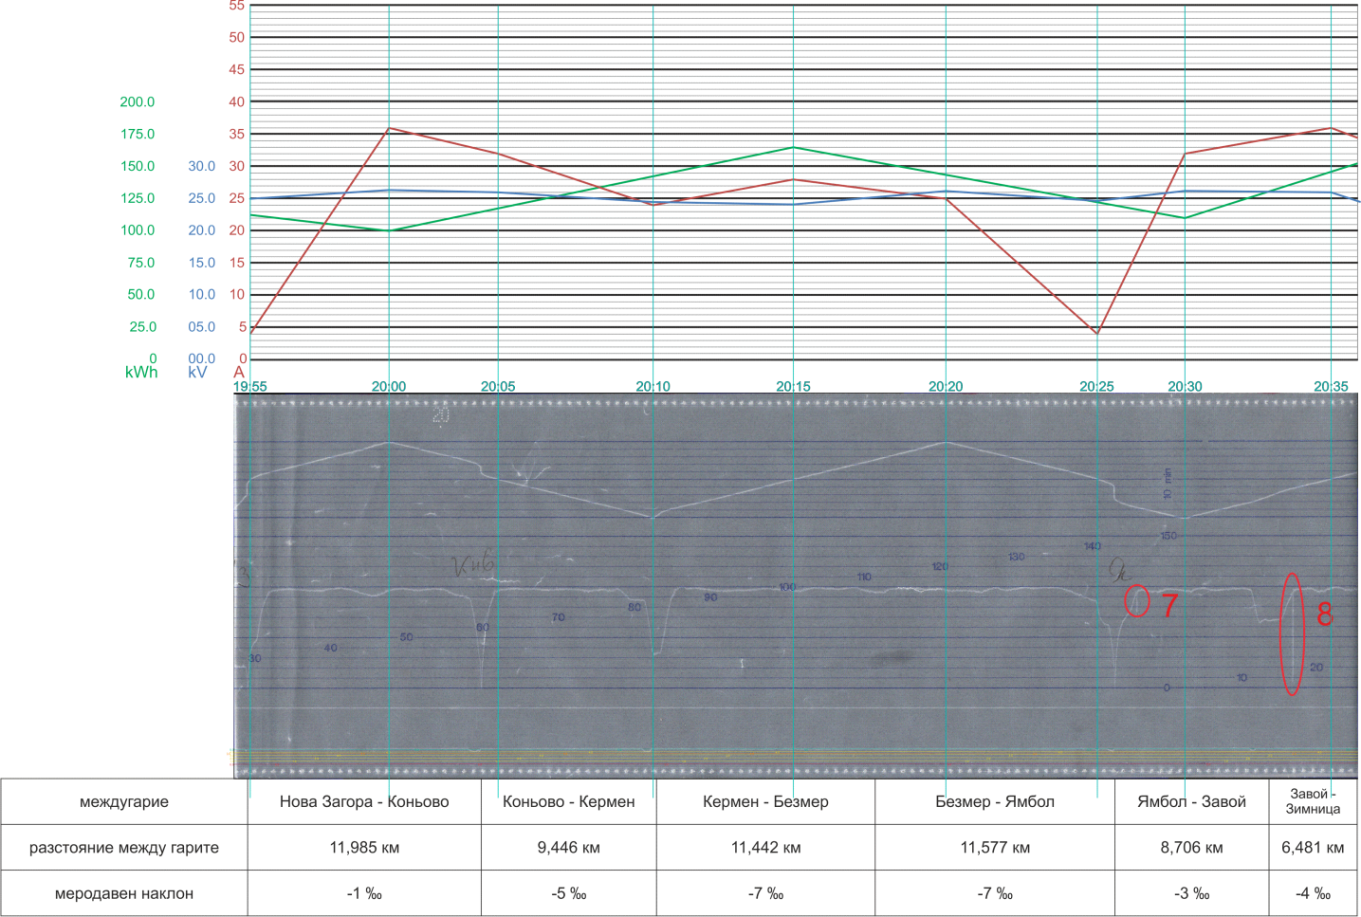 55
50
45
200.0 40
175.0 35
150.0 30.0 30
125.0 25.0 25
100.0 20.0 20
75.0 15.0 15
50.0 10.0 10
25.0 05.0 5
0 00.0 0
kWh kV A
19:55 20:00 20:05 20:10 20:15 20:20 20:25 20:30 20:35
20
10 min
150
140
130
120
110
100
90
80
70
60
50
40
30
7
8
20
10
0
междугарие Нова Загора - Коньово Коньово - Кермен Кермен - Безмер Безмер - Ямбол Ямбол - Завой Завой - Зимница
разстояние между гарите 11,985 км 9,446 км 11,442 км 11,577 км 8,706 км 6,481 км
меродавен наклон -1 ‰ -5 ‰ -7 ‰ -7 ‰ -3 ‰ -4 ‰